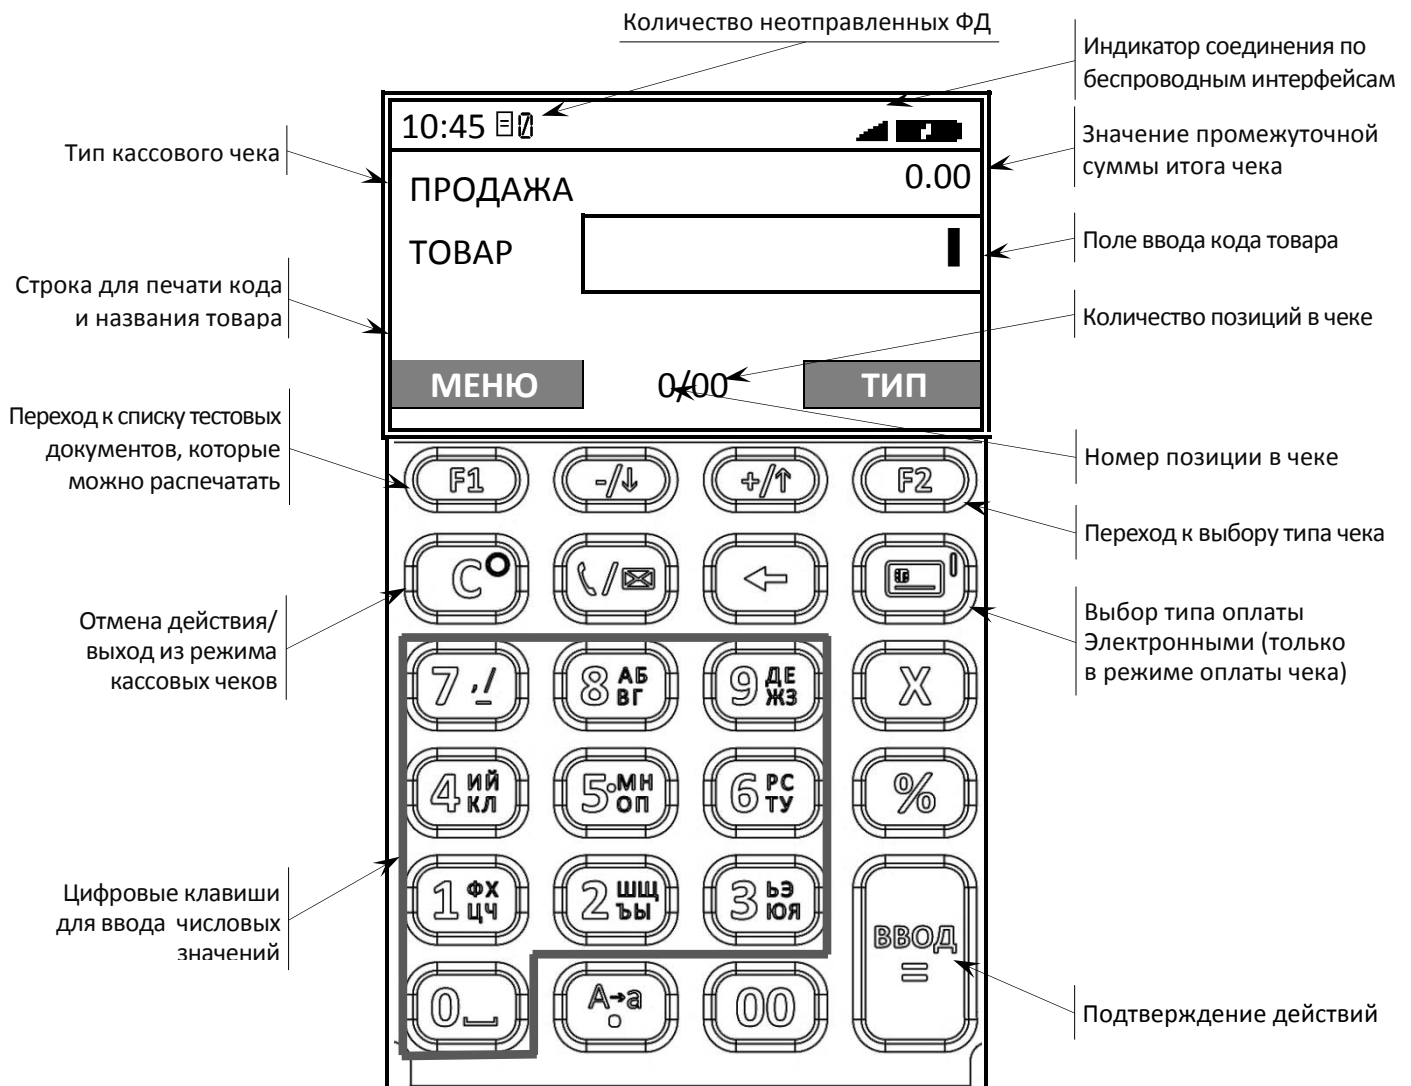 Количество неотправленных ФД
Индикатор соединения по
беспроводным интерфейсам
10:45 0
Тип кассового чека
Значение промежуточной
суммы итога чека
ПРОДАЖА
0.00
ТОВАР
Поле ввода кода товара
Строка для печати кода
и названия товара
Количество позиций в чеке
МЕНЮ
0/00
ТИП
Переход к списку тестовых
документов, которые
можно распечатать
Номер позиции в чеке
F1
-/↓
+/↑
F2
Переход к выбору типа чека
C
/
←
Отмена действия/
выход из режима
кассовых чеков
Выбор типа оплаты
Электронными (только
в режиме оплаты чека)
7 ,/_
8 АБ
ВГ
9 ДЕ
ЖЗ
X
4 ИЙ
КЛ
5 МН
ОП
6 РС
ТУ
%
Цифровые клавиши
для ввода числовых
значений
1 ФХ
ЦЧ
2 ШЩ
ЪЫ
3 ЬЭ
ЮЯ
ВВОД
=
0
А→а
00
Подтверждение действий